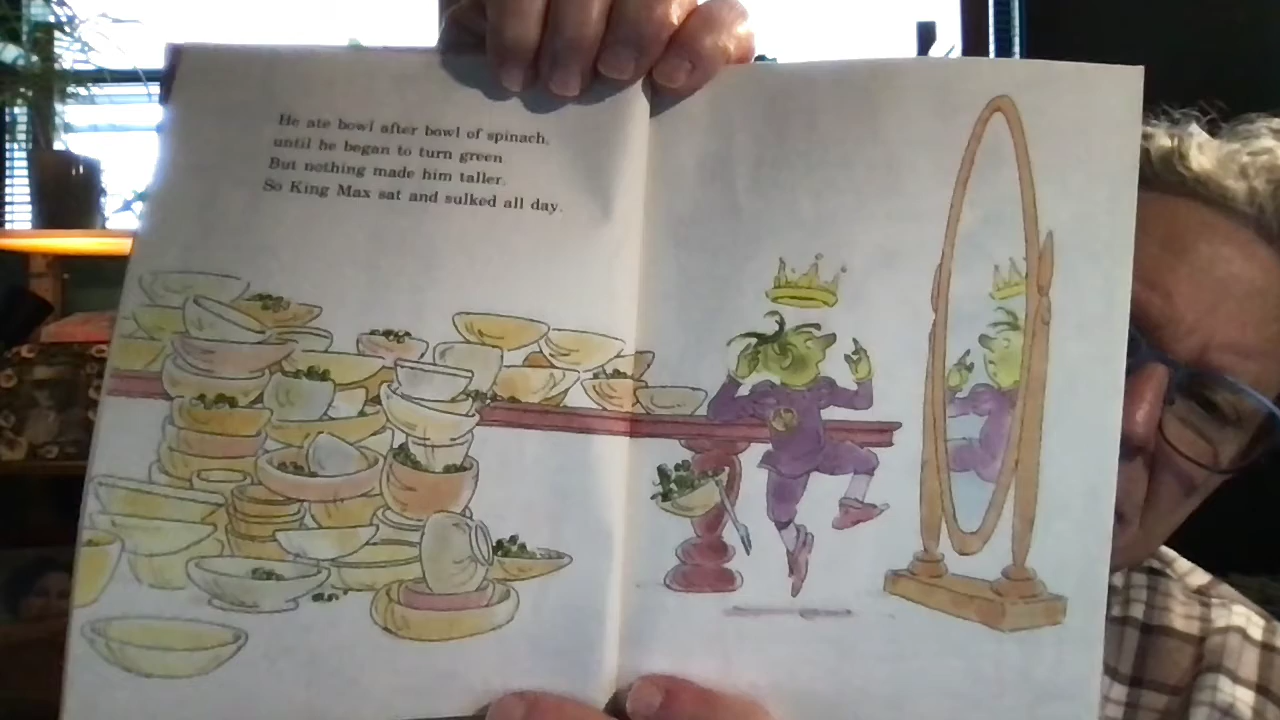 He ate bowl after bowl of spinach,
until he began to turn green.
But nothing made him taller.
So King Max sat and sulked all day.